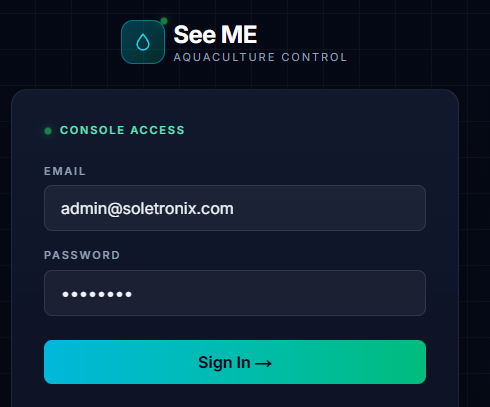 See ME
AQUACULTURE CONTROL
CONSOLE ACCESS
EMAIL
admin@soletronix.com
PASSWORD
••••••••
Sign In →